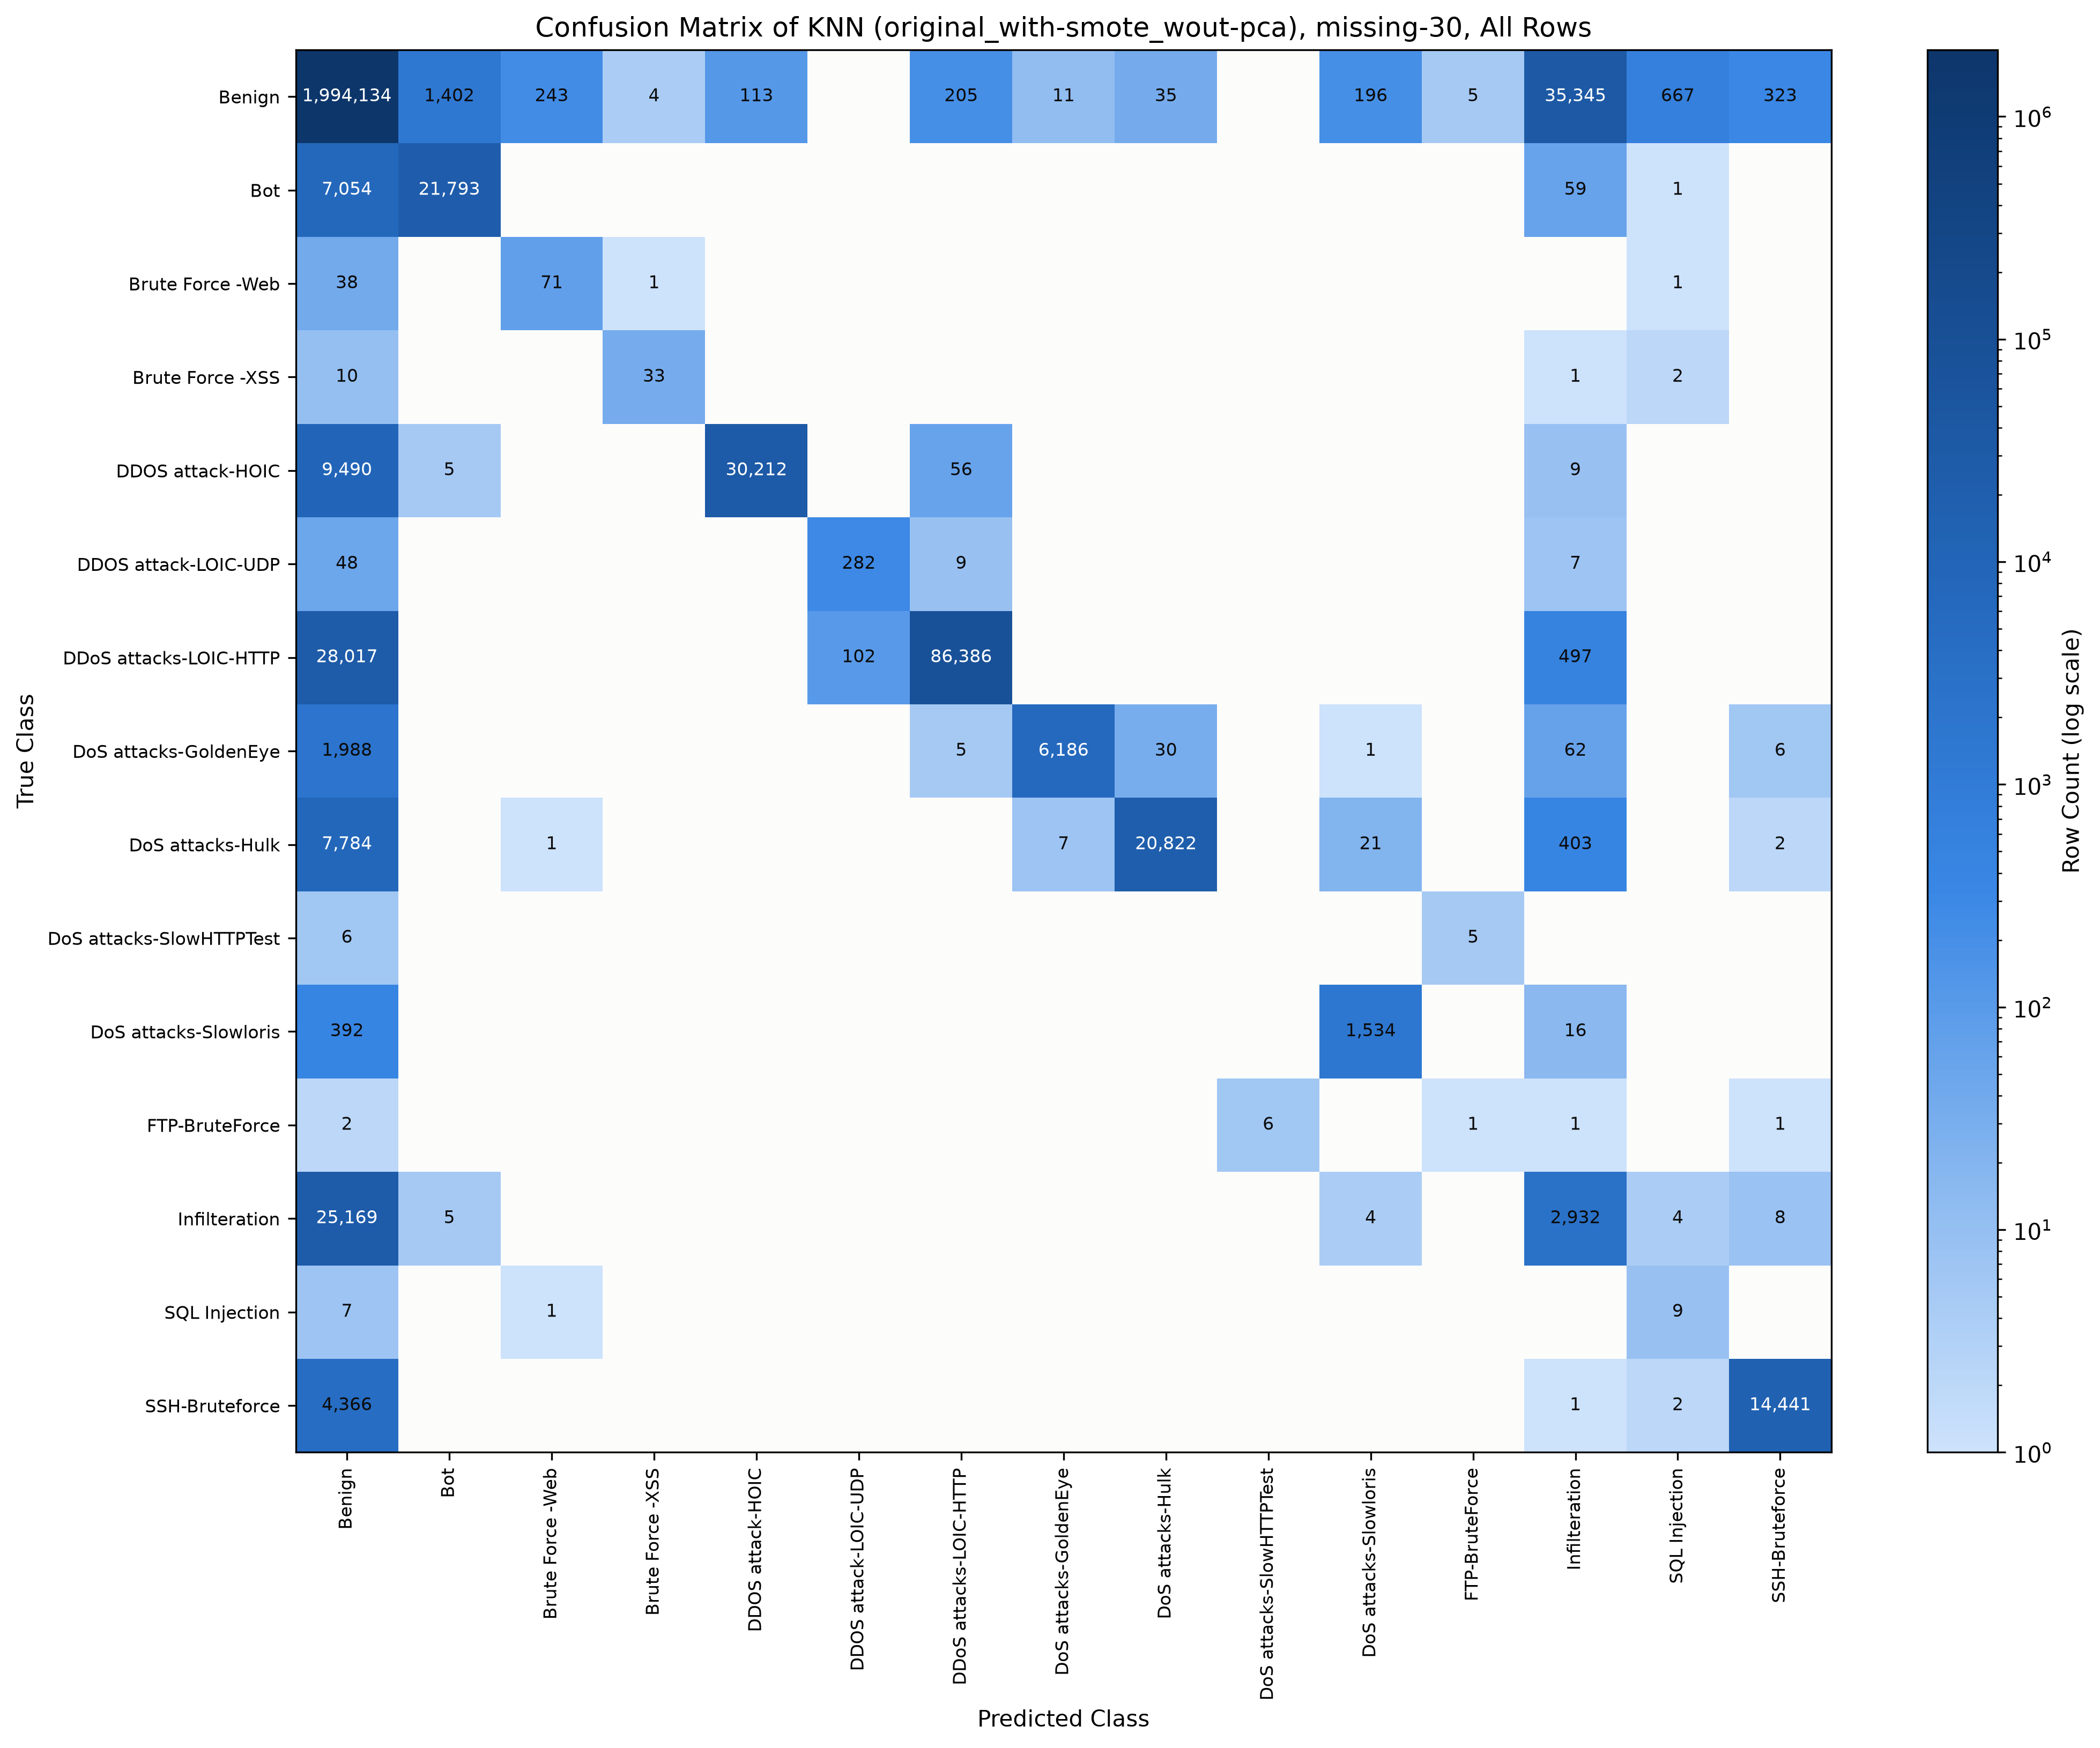 Confusion Matrix of KNN (original_with-smote_wout-pca), missing-30, All Rows
Benign 1,994,134 1,402 243 4 113 205 11 35 196 5 35,345 667 323
Bot 7,054 21,793 59 1
Brute Force -Web 38 71 1 1
Brute Force -XSS 10 33 1 2
DDOS attack-HOIC 9,490 5 30,212 56 9
DDOS attack-LOIC-UDP 48 282 9 7
DDoS attacks-LOIC-HTTP 28,017 102 86,386 497
DoS attacks-GoldenEye 1,988 5 6,186 30 1 62 6
DoS attacks-Hulk 7,784 1 7 20,822 21 403 2
DoS attacks-SlowHTTPTest 6 5
DoS attacks-Slowloris 392 1,534 16
FTP-BruteForce 2 6 1 1 1
Infilteration 25,169 5 4 2,932 4 8
SQL Injection 7 1 9
SSH-Bruteforce 4,366 1 2 14,441
True Class
Benign
Bot
Brute Force -Web
Brute Force -XSS
DDOS attack-HOIC
DDOS attack-LOIC-UDP
DDoS attacks-LOIC-HTTP
DoS attacks-GoldenEye
DoS attacks-Hulk
DoS attacks-SlowHTTPTest
DoS attacks-Slowloris
FTP-BruteForce
Infilteration
SQL Injection
SSH-Bruteforce
Predicted Class
10⁶
10⁵
10⁴
10³
10²
10¹
10⁰
Row Count (log scale)